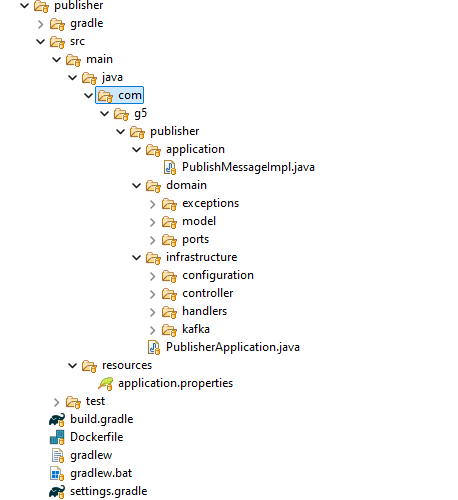 publisher
gradle
src
main
java
com
g5
publisher
application
PublishMessageImpl.java
domain
exceptions
model
ports
infrastructure
configuration
controller
handlers
kafka
PublisherApplication.java
resources
application.properties
test
build.gradle
Dockerfile
gradlew
gradlew.bat
settings.gradle